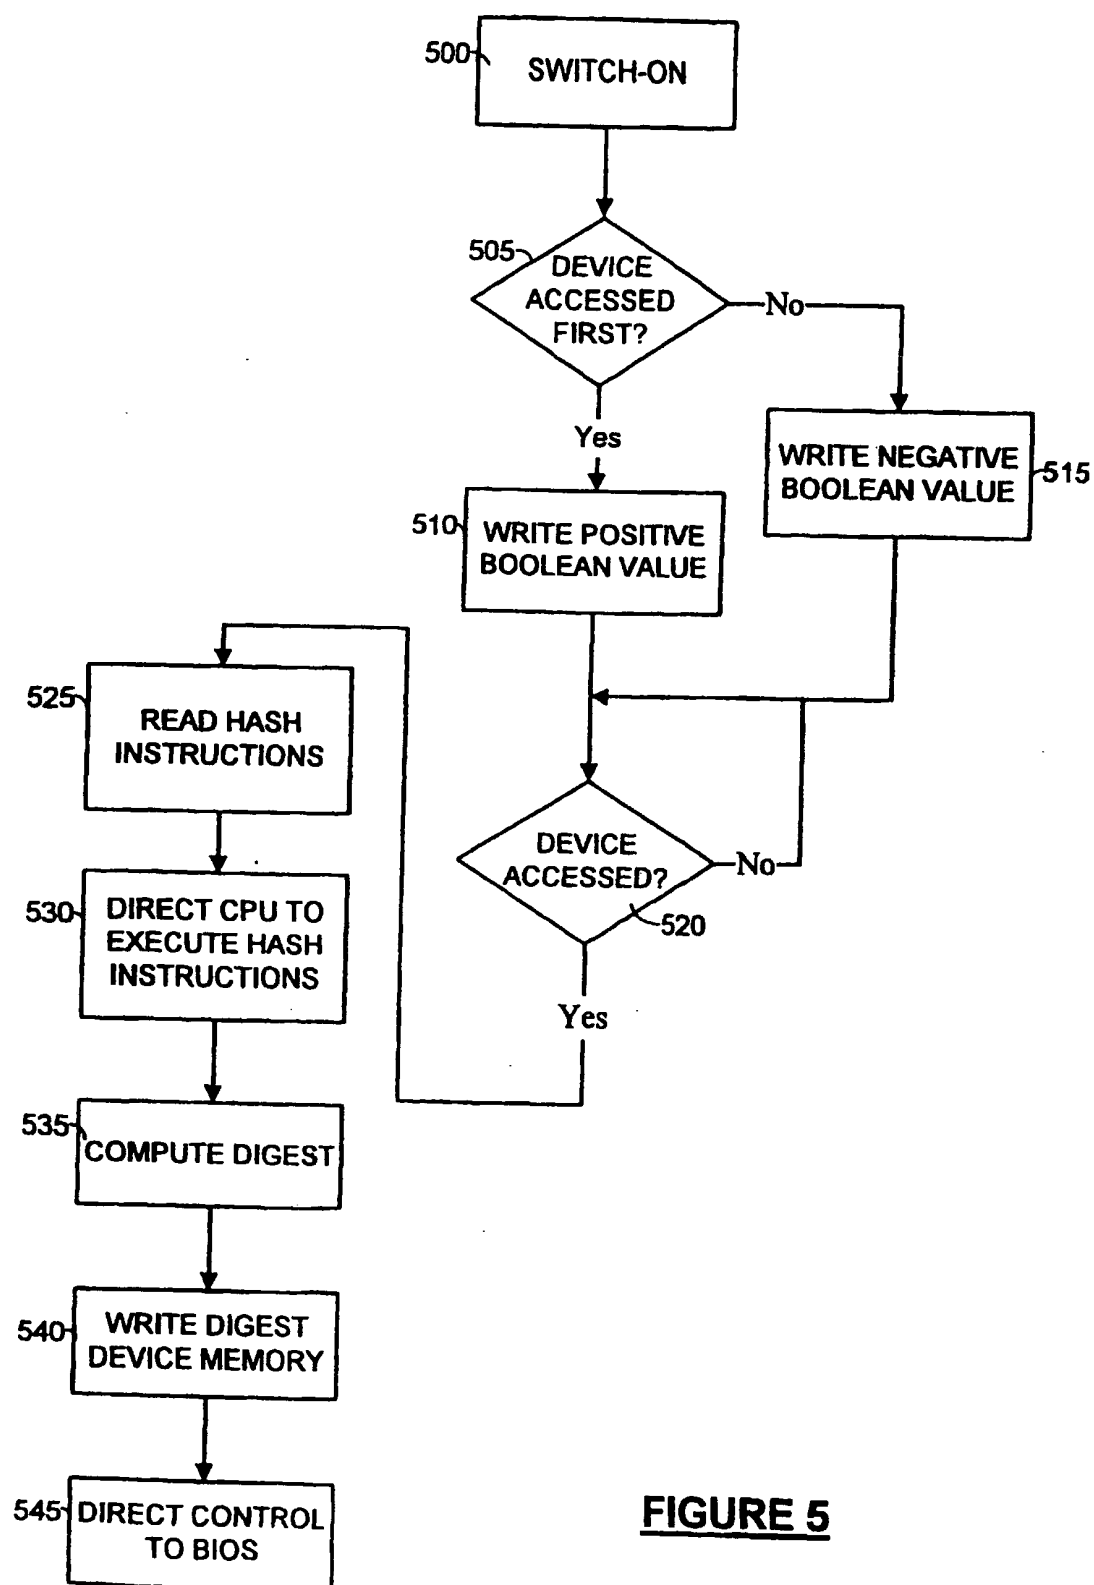 500
SWITCH-ON
505
DEVICE
ACCESSED
FIRST?
No
Yes
WRITE NEGATIVE
BOOLEAN VALUE
515
510
WRITE POSITIVE
BOOLEAN VALUE
525
READ HASH
INSTRUCTIONS
DEVICE
ACCESSED?
No
520
Yes
530
DIRECT CPU TO
EXECUTE HASH
INSTRUCTIONS
535
COMPUTE DIGEST
540
WRITE DIGEST
DEVICE MEMORY
545
DIRECT CONTROL
TO BIOS
FIGURE 5